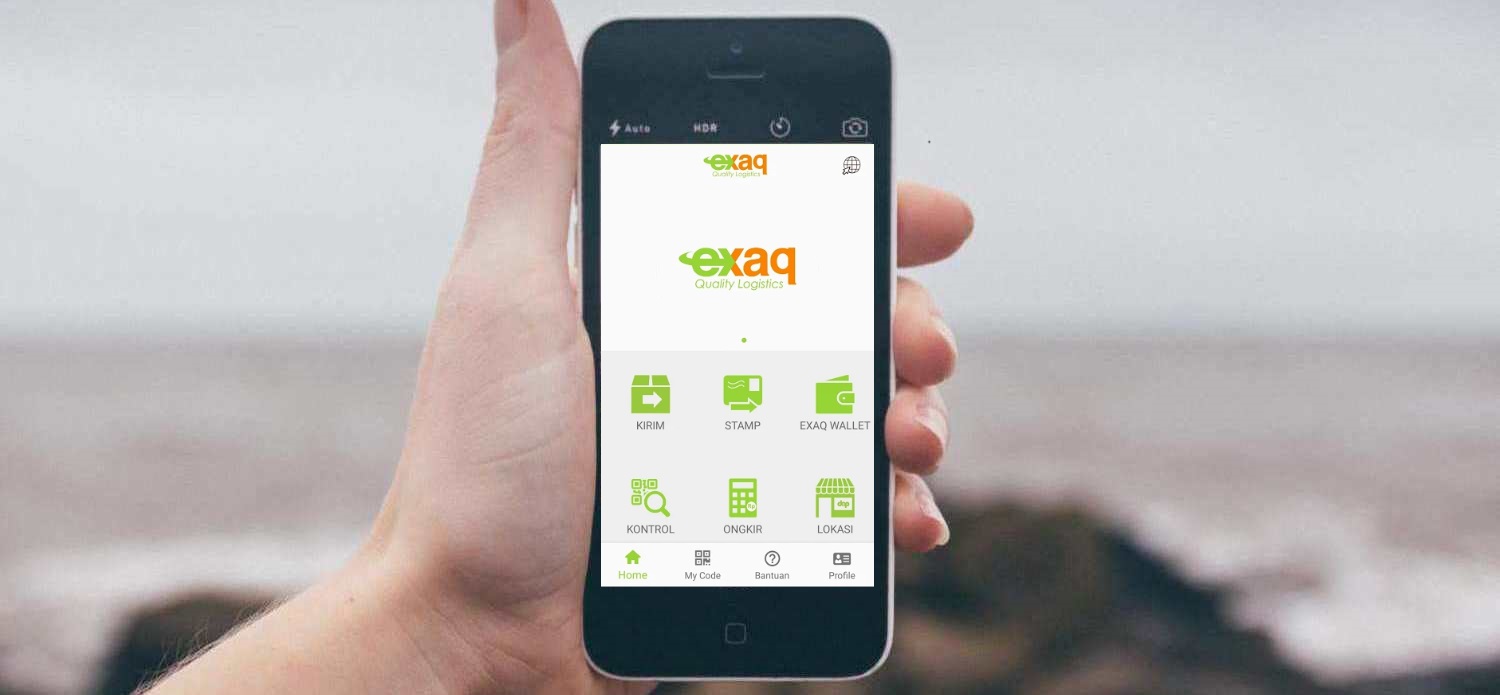 Auto HDR
exaq
Quality Logistics
exaq
Quality Logistics
KIRIM STAMP EXAQ WALLET
KONTROL ONGKIR LOKASI
Home My Code Bantuan Profile